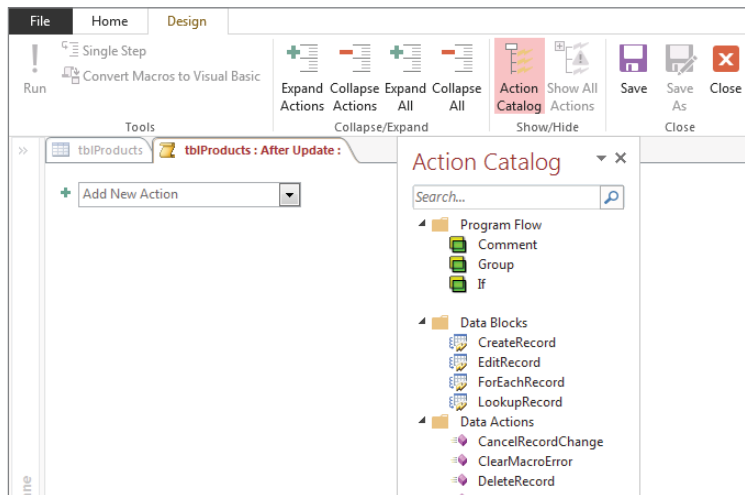 File Home Design
Single Step
Convert Macros to Visual Basic
Run
Expand Actions
Collapse Actions
Expand All
Collapse All
Action Catalog
Show All Actions
Save
Save As
Close
Tools
Collapse/Expand
Show/Hide
Close
tblProducts
tblProducts : After Update :
Add New Action
Action Catalog
Search...
Program Flow
Comment
Group
If
Data Blocks
CreateRecord
EditRecord
ForEachRecord
LookupRecord
Data Actions
CancelRecordChange
ClearMacroError
DeleteRecord